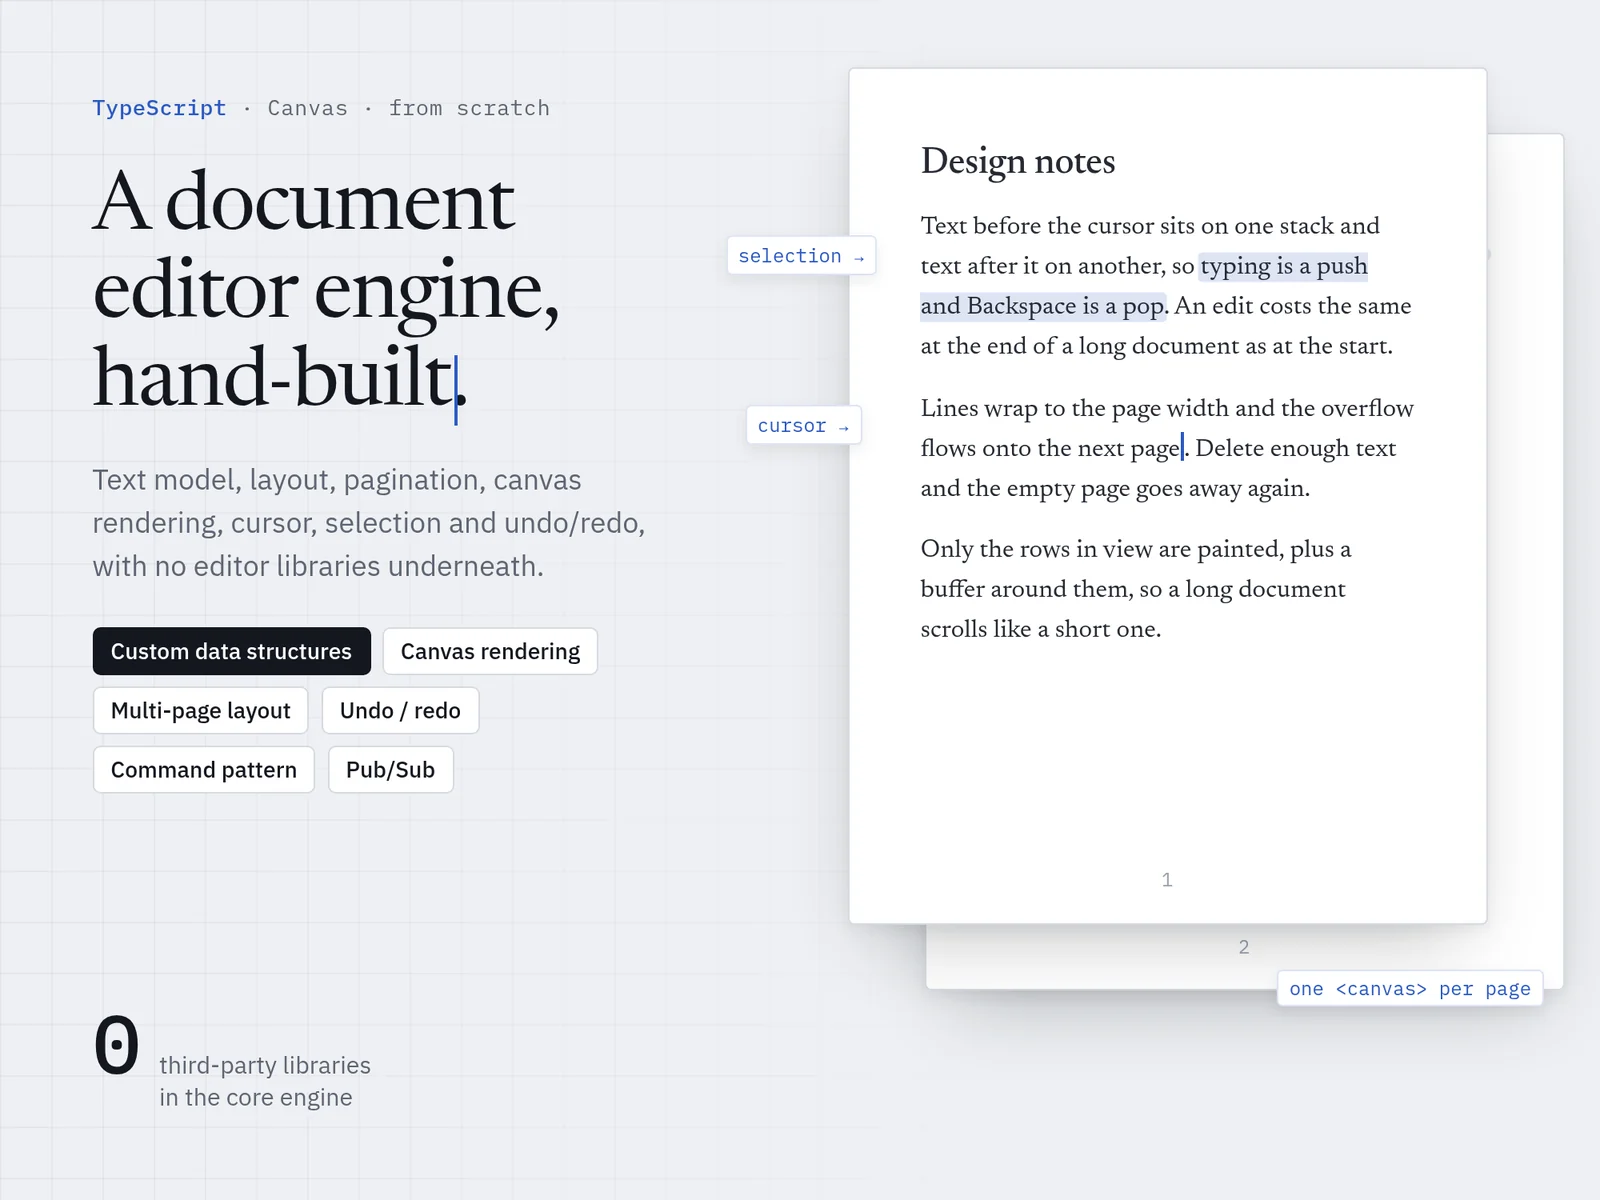 TypeScript · Canvas · from scratch
A document
editor engine,
hand-built.
Text model, layout, pagination, canvas
rendering, cursor, selection and undo/redo,
with no editor libraries underneath.
Custom data structures
Canvas rendering
Multi-page layout
Undo / redo
Command pattern
Pub/Sub
0
third-party libraries
in the core engine
selection →
cursor →
Design notes
Text before the cursor sits on one stack and
text after it on another, so typing is a push
and Backspace is a pop. An edit costs the same
at the end of a long document as at the start.
Lines wrap to the page width and the overflow
flows onto the next page. Delete enough text
and the empty page goes away again.
Only the rows in view are painted, plus a
buffer around them, so a long document
scrolls like a short one.
1
2
one <canvas> per page